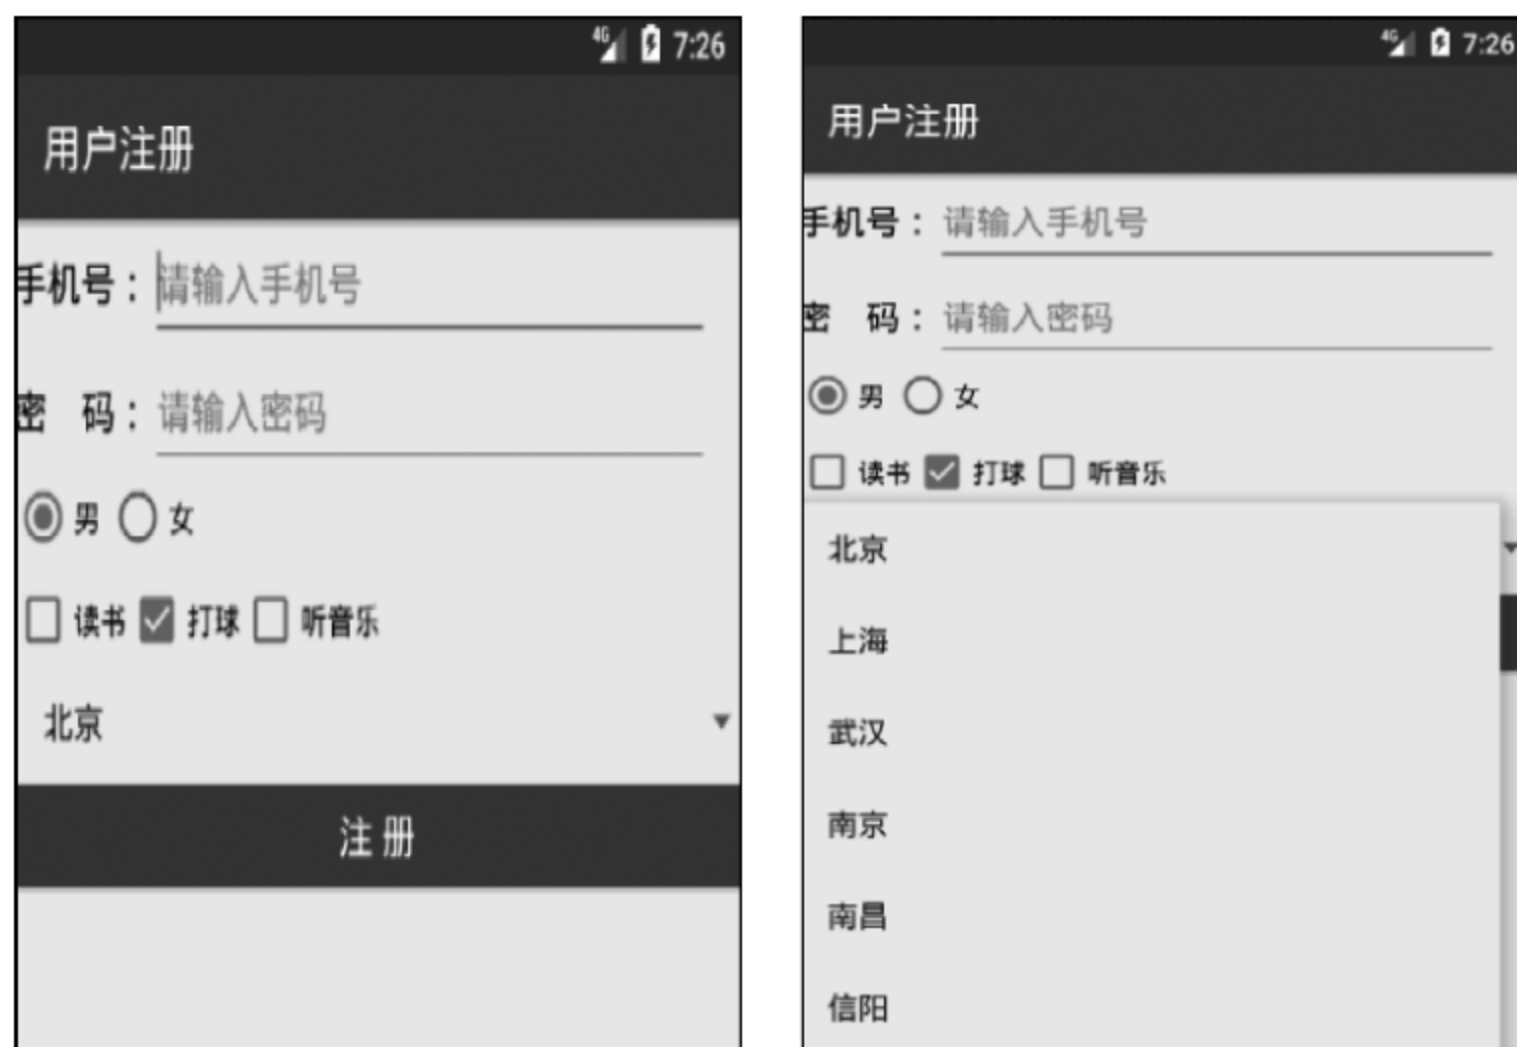 4G 7:26
用户注册
手机号：请输入手机号
密 码：请输入密码
男 女
读书 打球 听音乐
北京
注 册
4G 7:26
用户注册
手机号：请输入手机号
密 码：请输入密码
男 女
读书 打球 听音乐
北京
上海
武汉
南京
南昌
信阳